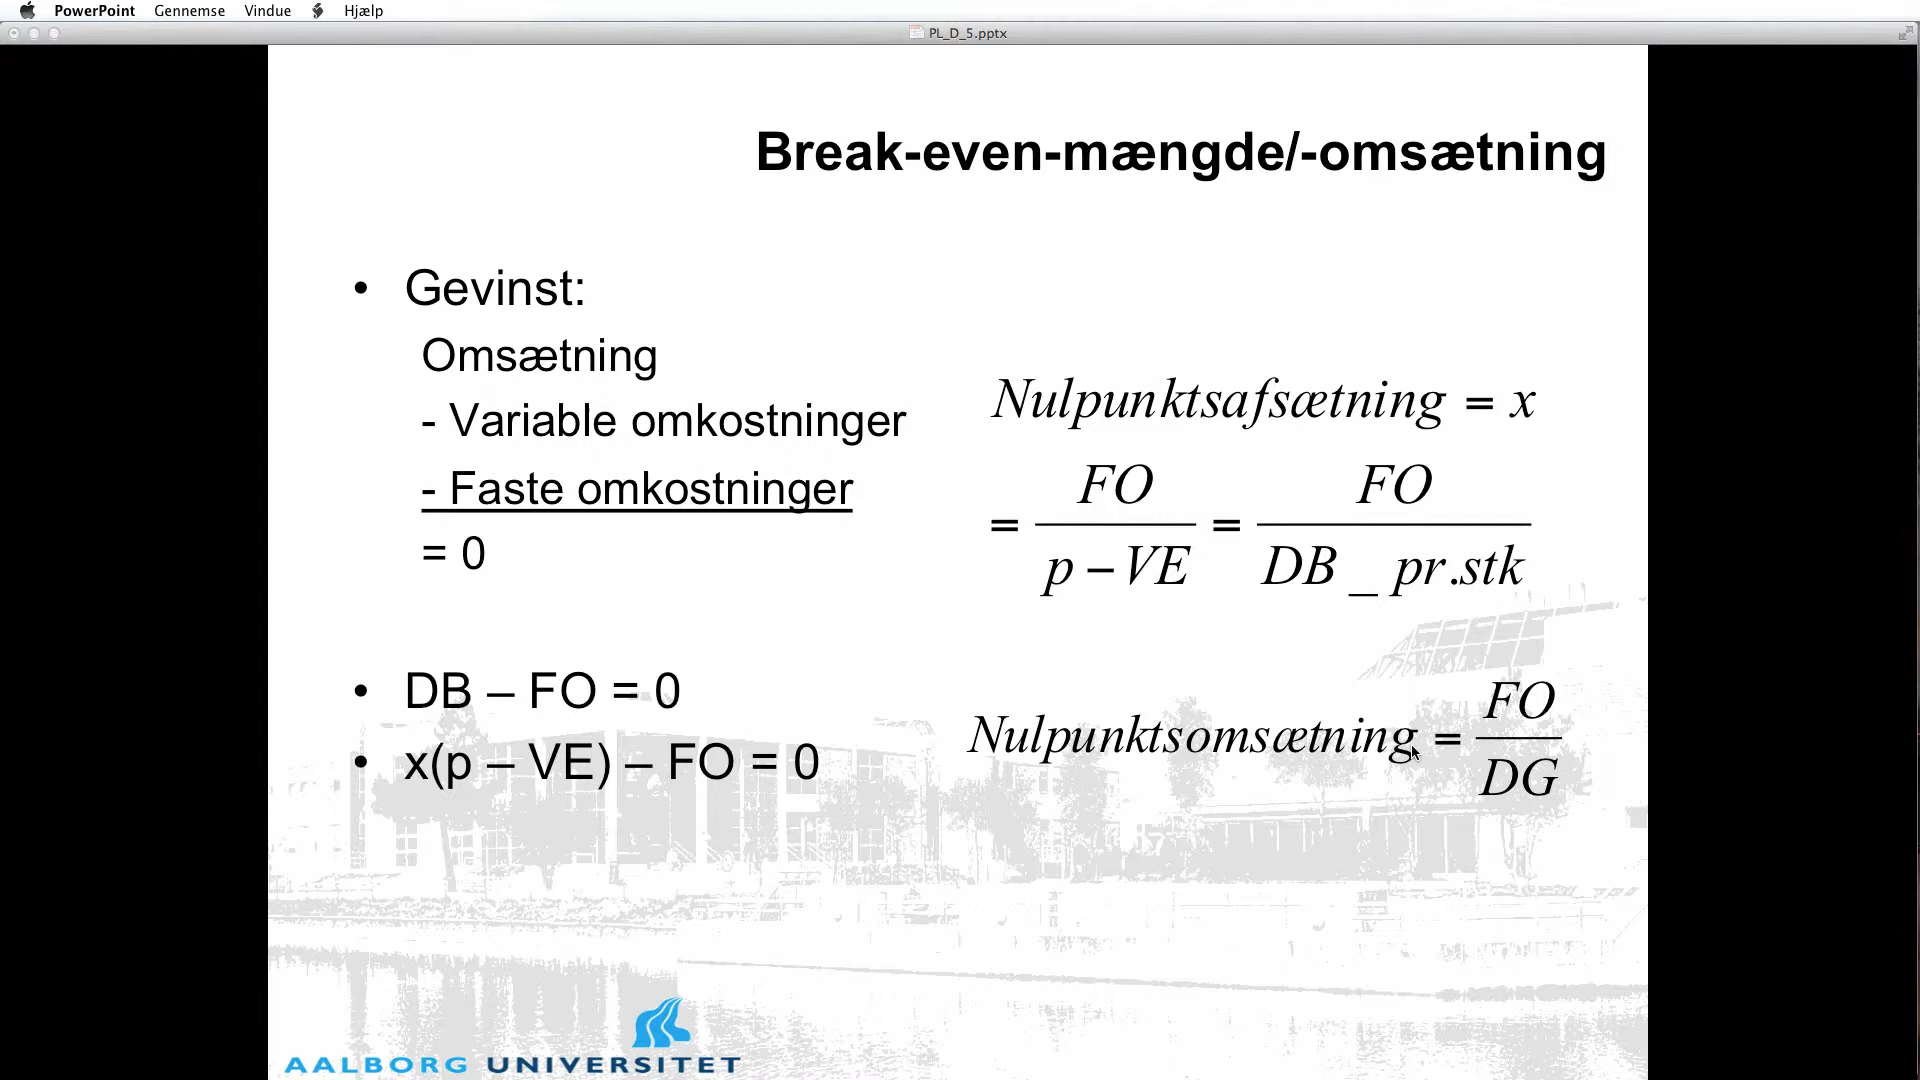 PowerPoint Gennemse Vindue Hjælp
PL_D_5.pptx
Break-even-mængde/-omsætning
• Gevinst:
Omsætning
- Variable omkostninger
- Faste omkostninger
= 0
• DB – FO = 0
• x(p – VE) – FO = 0
Nulpunktsafsætning = x
= FO / p – VE = FO / DB _ pr.stk
Nulpunktsomsætning = FO / DG
AALBORG UNIVERSITET